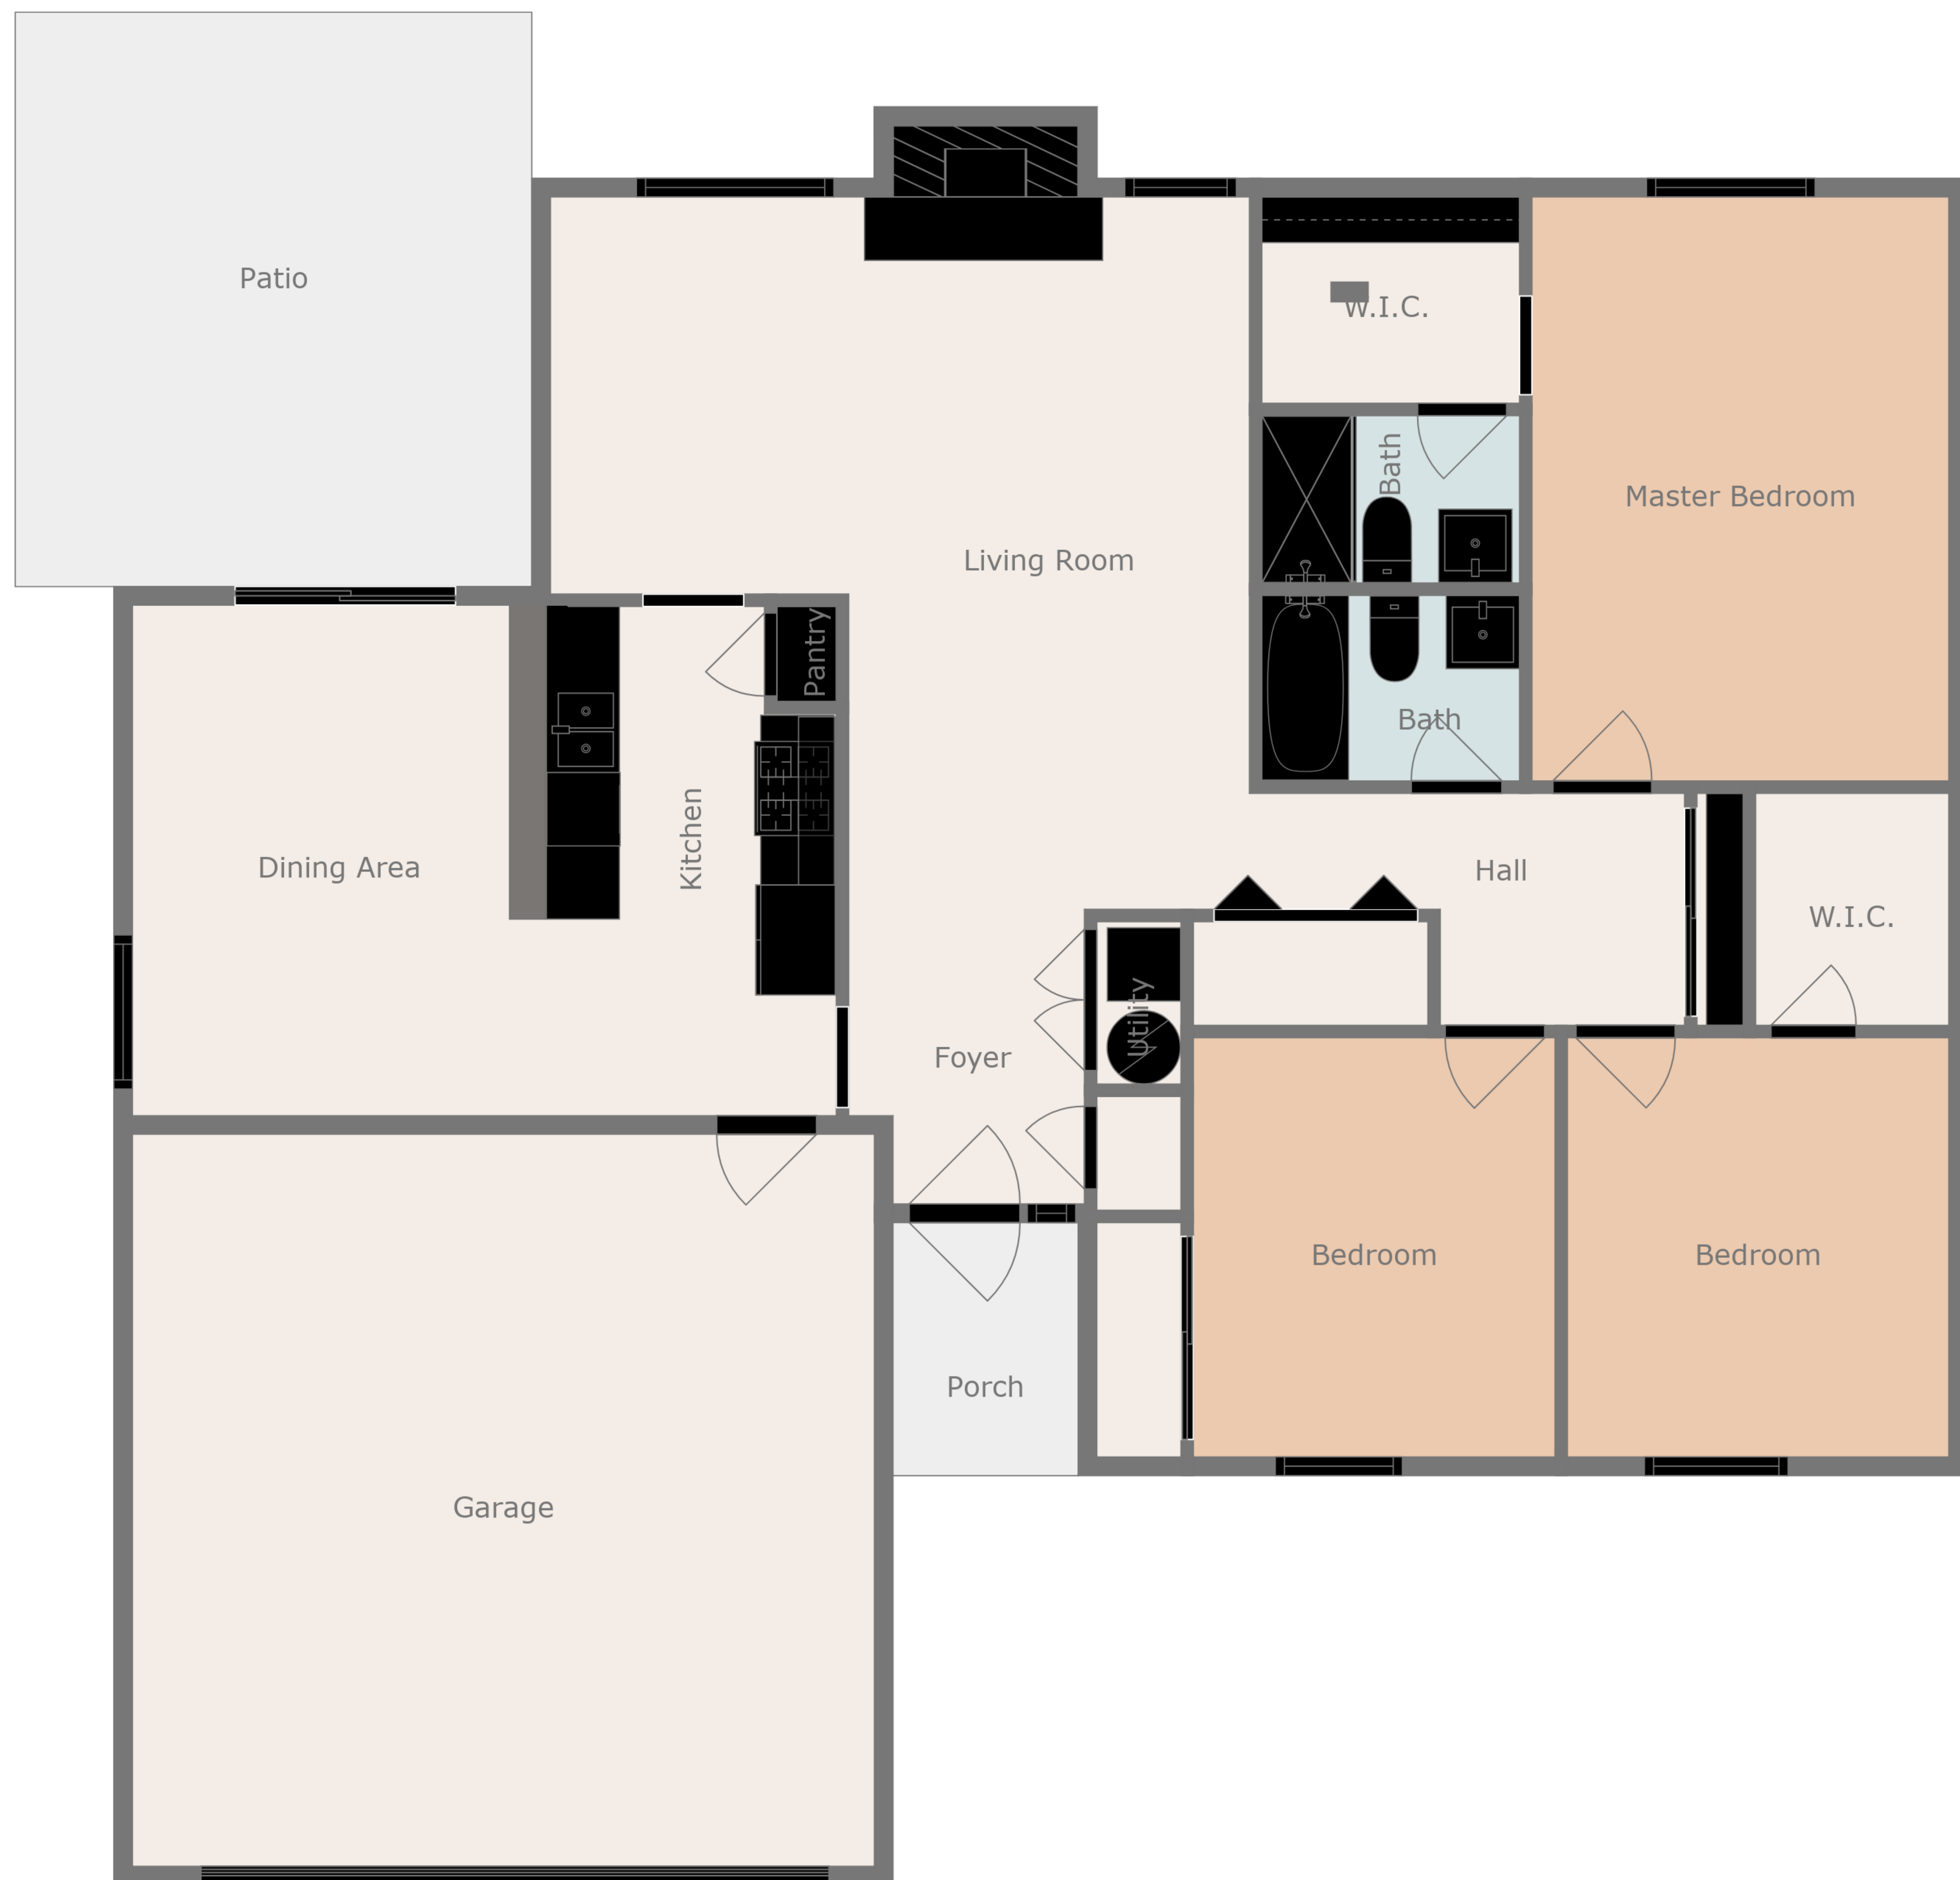 Patio
W.I.C.
Bath
Master Bedroom
Living Room
Pantry
Bath
Kitchen
Dining Area
Hall
W.I.C.
Utility
Foyer
Bedroom
Bedroom
Porch
Garage